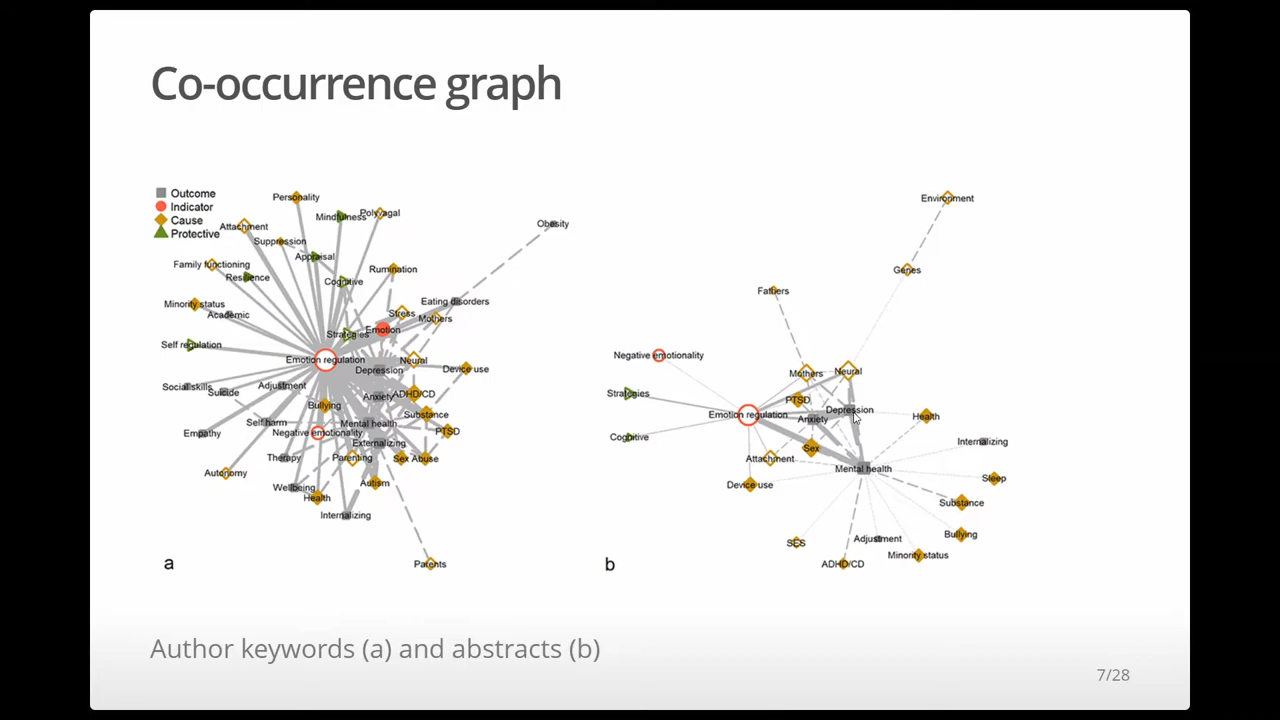 Co-occurrence graph
Outcome
Indicator
Cause
Protective
Personality
Mindfulness
Polyvagal
Attachment
Obesity
Suppression
Appraisal
Family functioning
Rumination
Resilience
Cognitive
Eating disorders
Minority status
Academic
Stress
Mothers
Strategies
Emotion
Self regulation
Emotion regulation
Neural
Depression
Device use
Social skills
Suicide
Adjustment
Anxiety
ADHD/CD
Bullying
Substance
Self harm
Mental health
Empathy
Negative emotionality
PTSD
Externalizing
Therapy
Parenting
Sex
Abuse
Autonomy
Autism
Wellbeing
Health
Internalizing
Parents
a
Environment
Genes
Fathers
Negative emotionality
Mothers
Neural
Strategies
PTSD
Depression
Emotion regulation
Anxiety
Health
Cognitive
Sex
Internalizing
Attachment
Mental health
Device use
Sleep
Substance
SES
Adjustment
Bullying
Minority status
ADHD/CD
b
Author keywords (a) and abstracts (b)
7/28